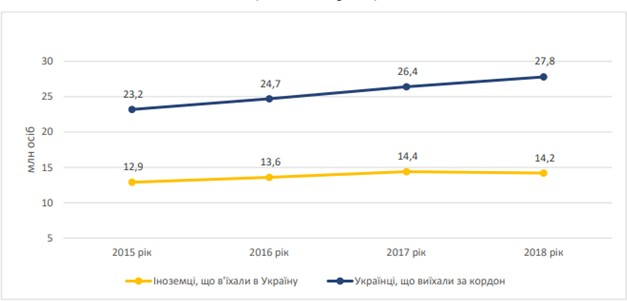 30
25
20
15
10
5
млн осіб
23,2
24,7
26,4
27,8
12,9
13,6
14,4
14,2
2015 рік
2016 рік
2017 рік
2018 рік
Іноземці, що в'їхали в Україну
Українці, що виїхали за кордон